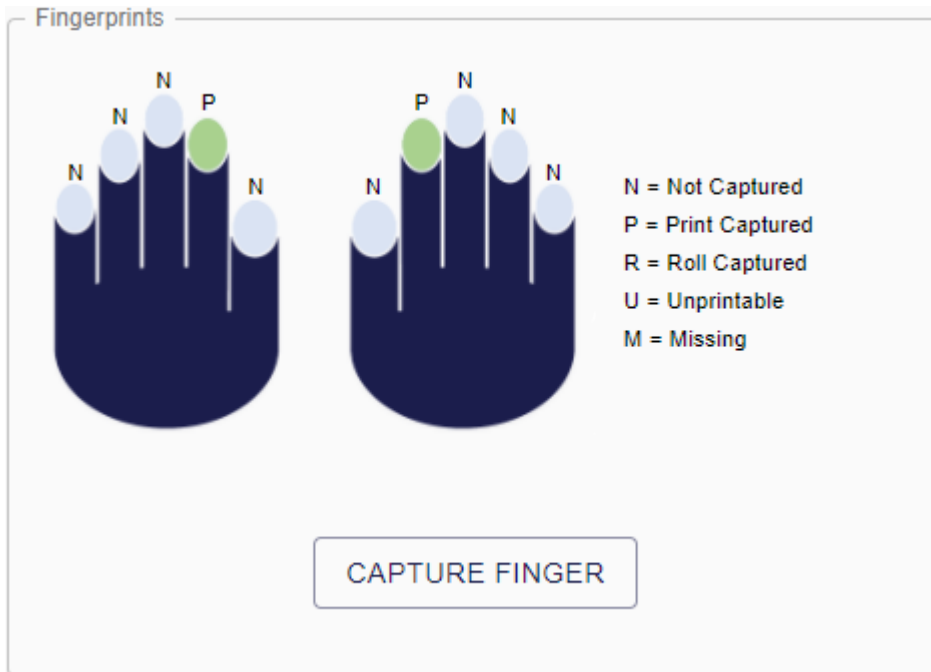 Fingerprints
N N N P N
N P N N N
N = Not Captured
P = Print Captured
R = Roll Captured
U = Unprintable
M = Missing
CAPTURE FINGER